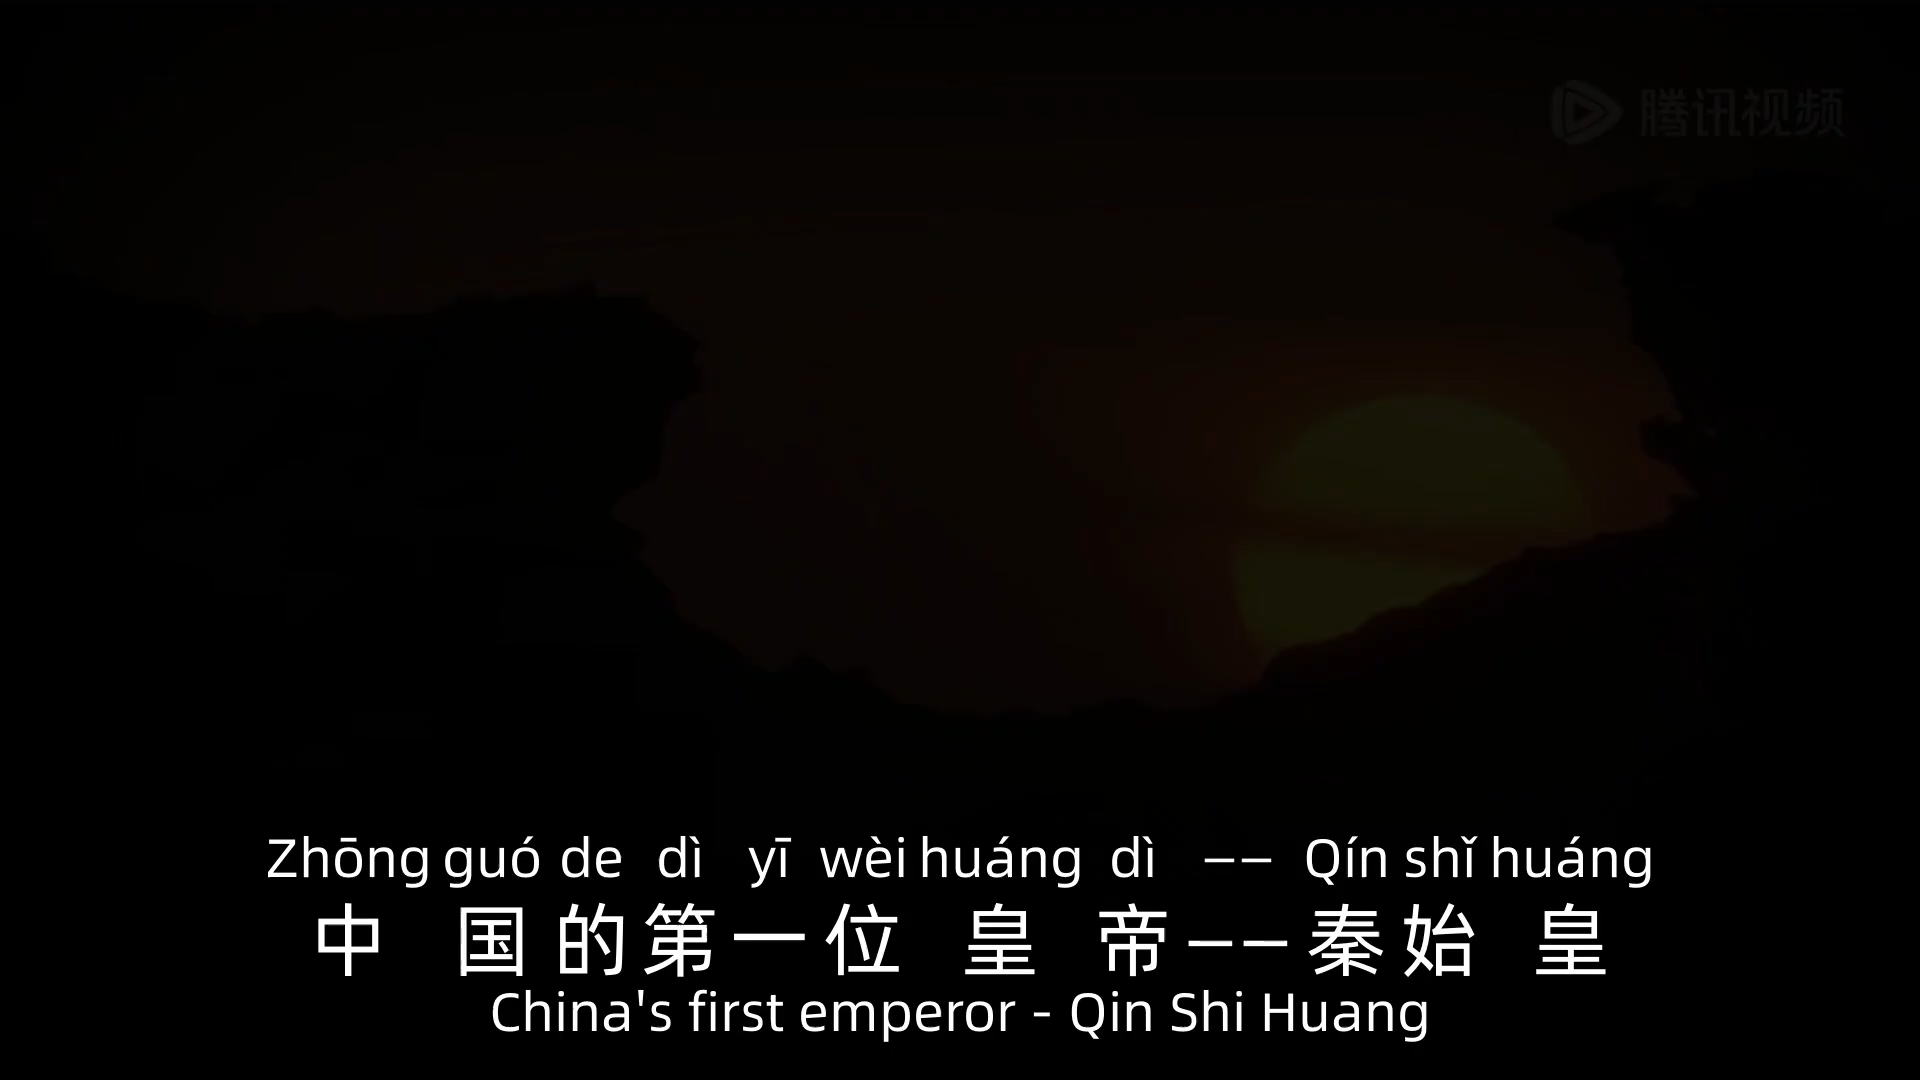 腾讯视频
Zhōng guó de dì yī wèi huáng dì −− Qín shǐ huáng
中国的第一位皇帝−−秦始皇
China's first emperor - Qin Shi Huang